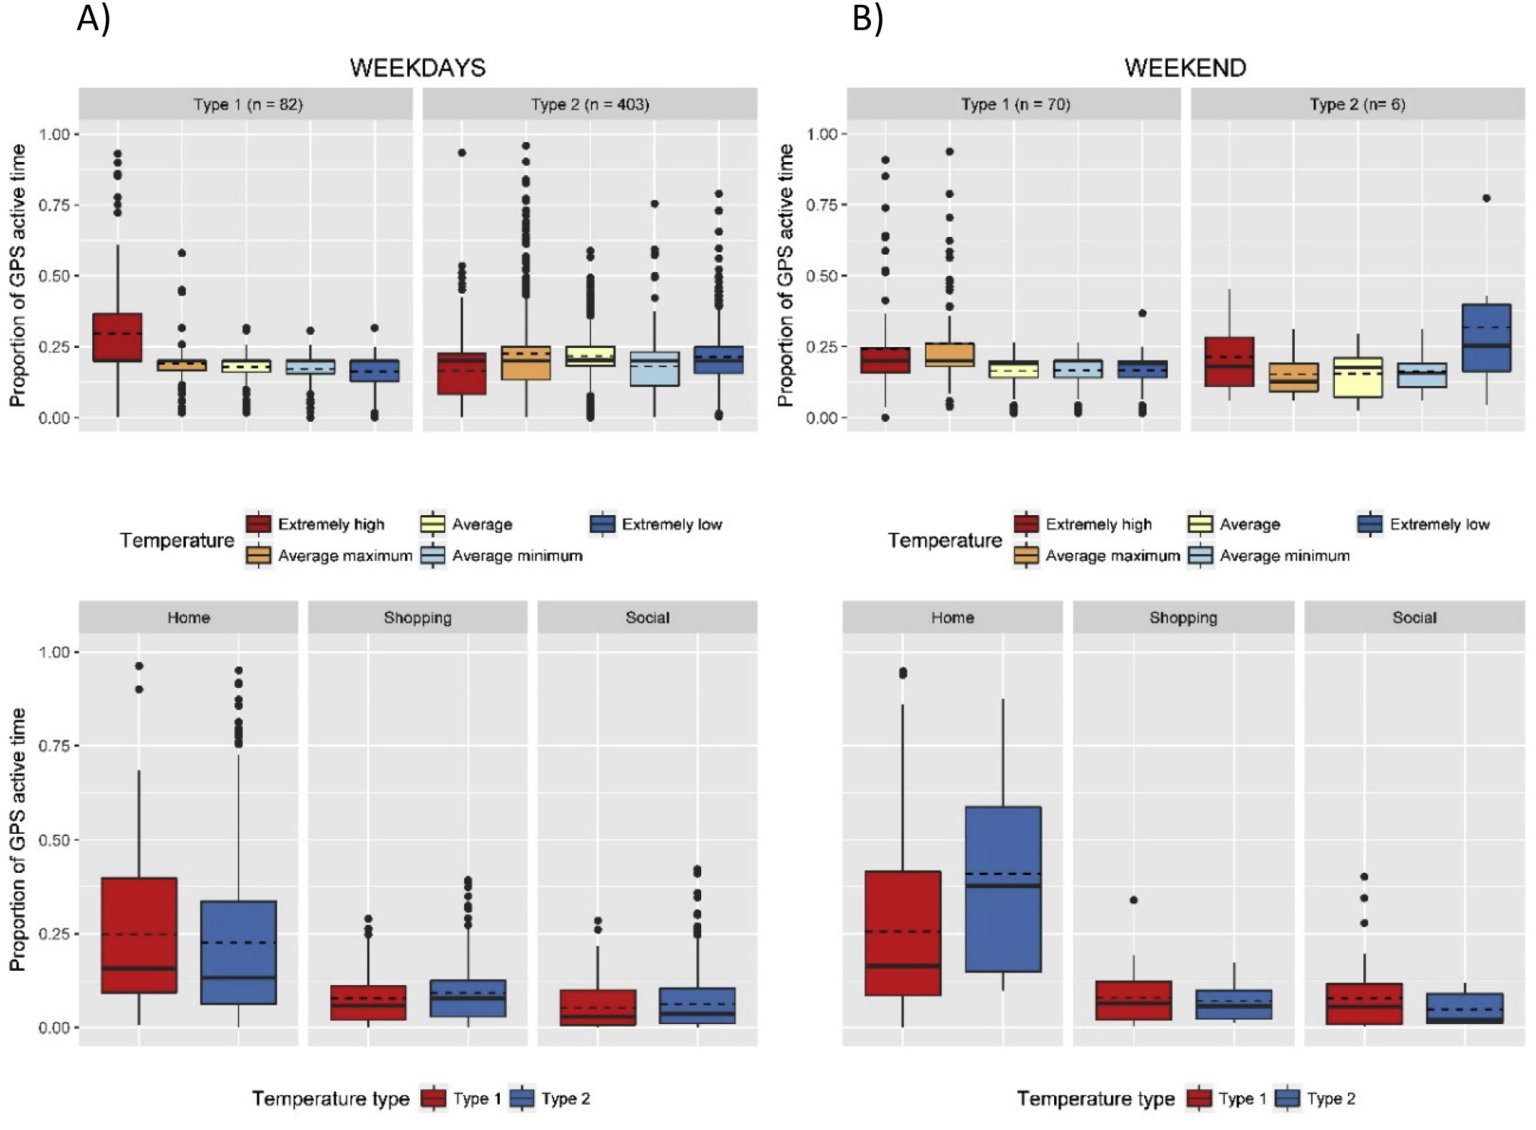 A)
B)
WEEKDAYS
WEEKEND
Type 1 (n = 82)
Type 2 (n = 403)
Type 1 (n = 70)
Type 2 (n= 6)
Proportion of GPS active time
1.00
0.75
0.50
0.25
0.00
Proportion of GPS active time
1.00
0.75
0.50
0.25
0.00
Temperature
Extremely high
Average
Extremely low
Average maximum
Average minimum
Temperature
Extremely high
Average
Extremely low
Average maximum
Average minimum
Home
Shopping
Social
Home
Shopping
Social
Proportion of GPS active time
1.00
0.75
0.50
0.25
0.00
Temperature type
Type 1
Type 2
Temperature type
Type 1
Type 2